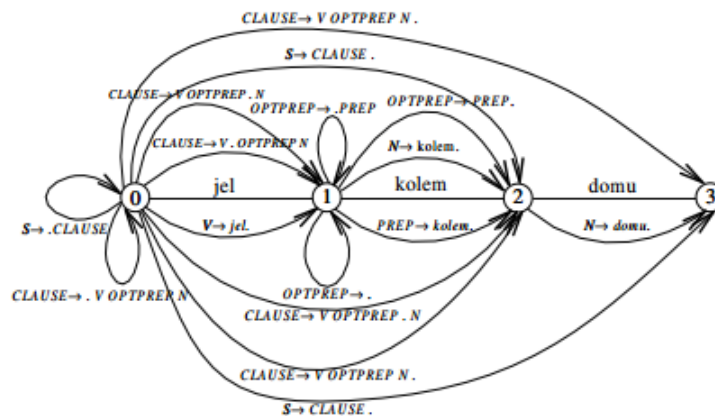 CLAUSE→ V OPTPREP N .
S→ CLAUSE .
CLAUSE→ V OPTPREP . N
OPTPREP→ .PREP
OPTPREP→ PREP .
CLAUSE→ V . OPTPREP N
N→ kolem.
0 jel 1 kolem 2 domu 3
S→ .CLAUSE
V→ jel.
PREP→ kolem.
N→ domu.
CLAUSE→ . V OPTPREP N
OPTPREP→ .
CLAUSE→ V OPTPREP . N
CLAUSE→ V OPTPREP N .
S→ CLAUSE .